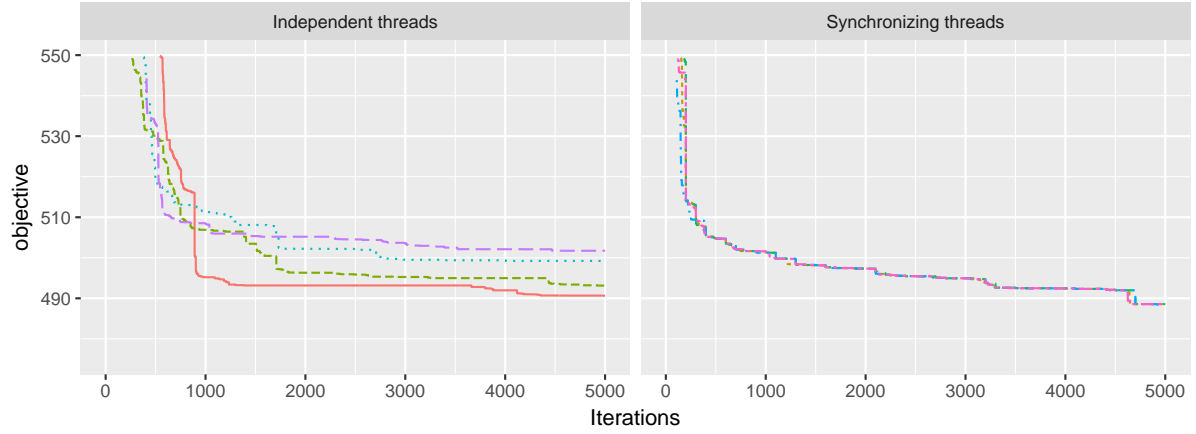 Independent threads
Synchronizing threads
550
530
510
490
objective
0 1000 2000 3000 4000 5000
0 1000 2000 3000 4000 5000
Iterations